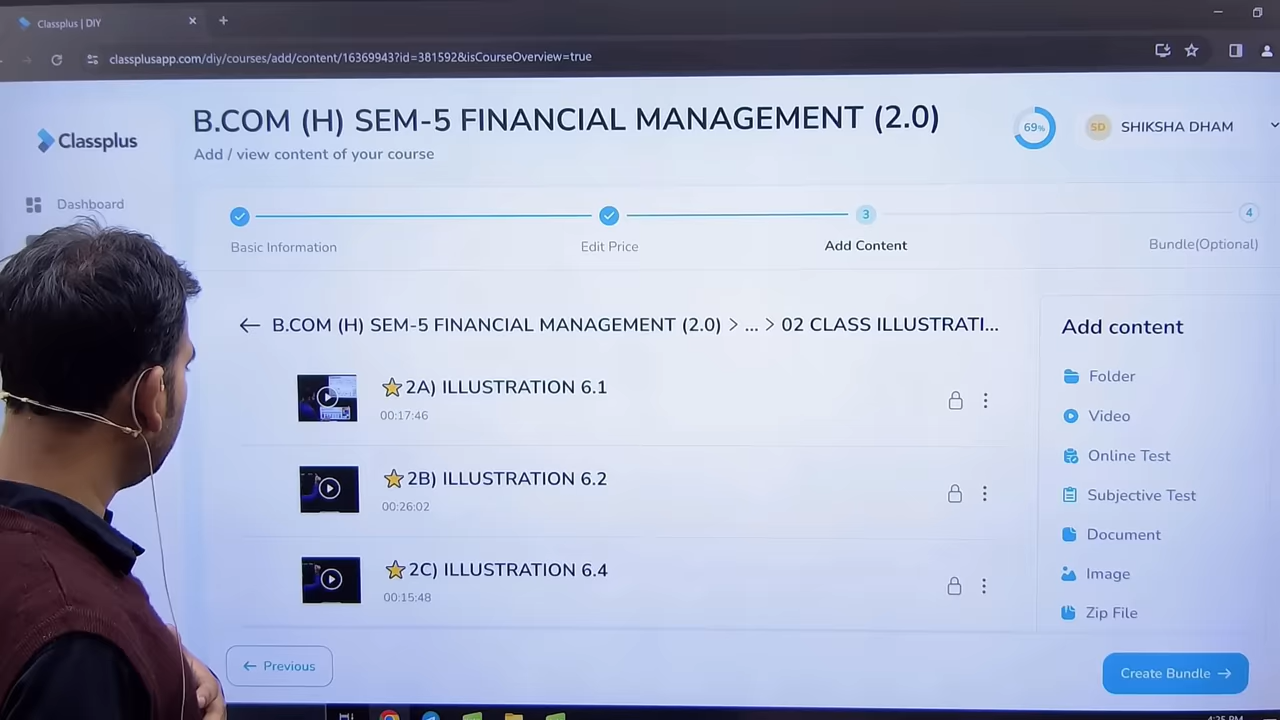 Classplus | DIY
classplusapp.com/diy/courses/add/content/16369943?id=381592&isCourseOverview=true
B.COM (H) SEM-5 FINANCIAL MANAGEMENT (2.0)
Add / view content of your course
69%
SD SHIKSHA DHAM
Classplus
Dashboard
3
4
Basic Information
Edit Price
Add Content
Bundle(Optional)
B.COM (H) SEM-5 FINANCIAL MANAGEMENT (2.0) > ... > 02 CLASS ILLUSTRATI...
2A) ILLUSTRATION 6.1
00:17:46
2B) ILLUSTRATION 6.2
00:26:02
2C) ILLUSTRATION 6.4
00:15:48
Add content
Folder
Video
Online Test
Subjective Test
Document
Image
Zip File
Previous
Create Bundle
4:25 PM